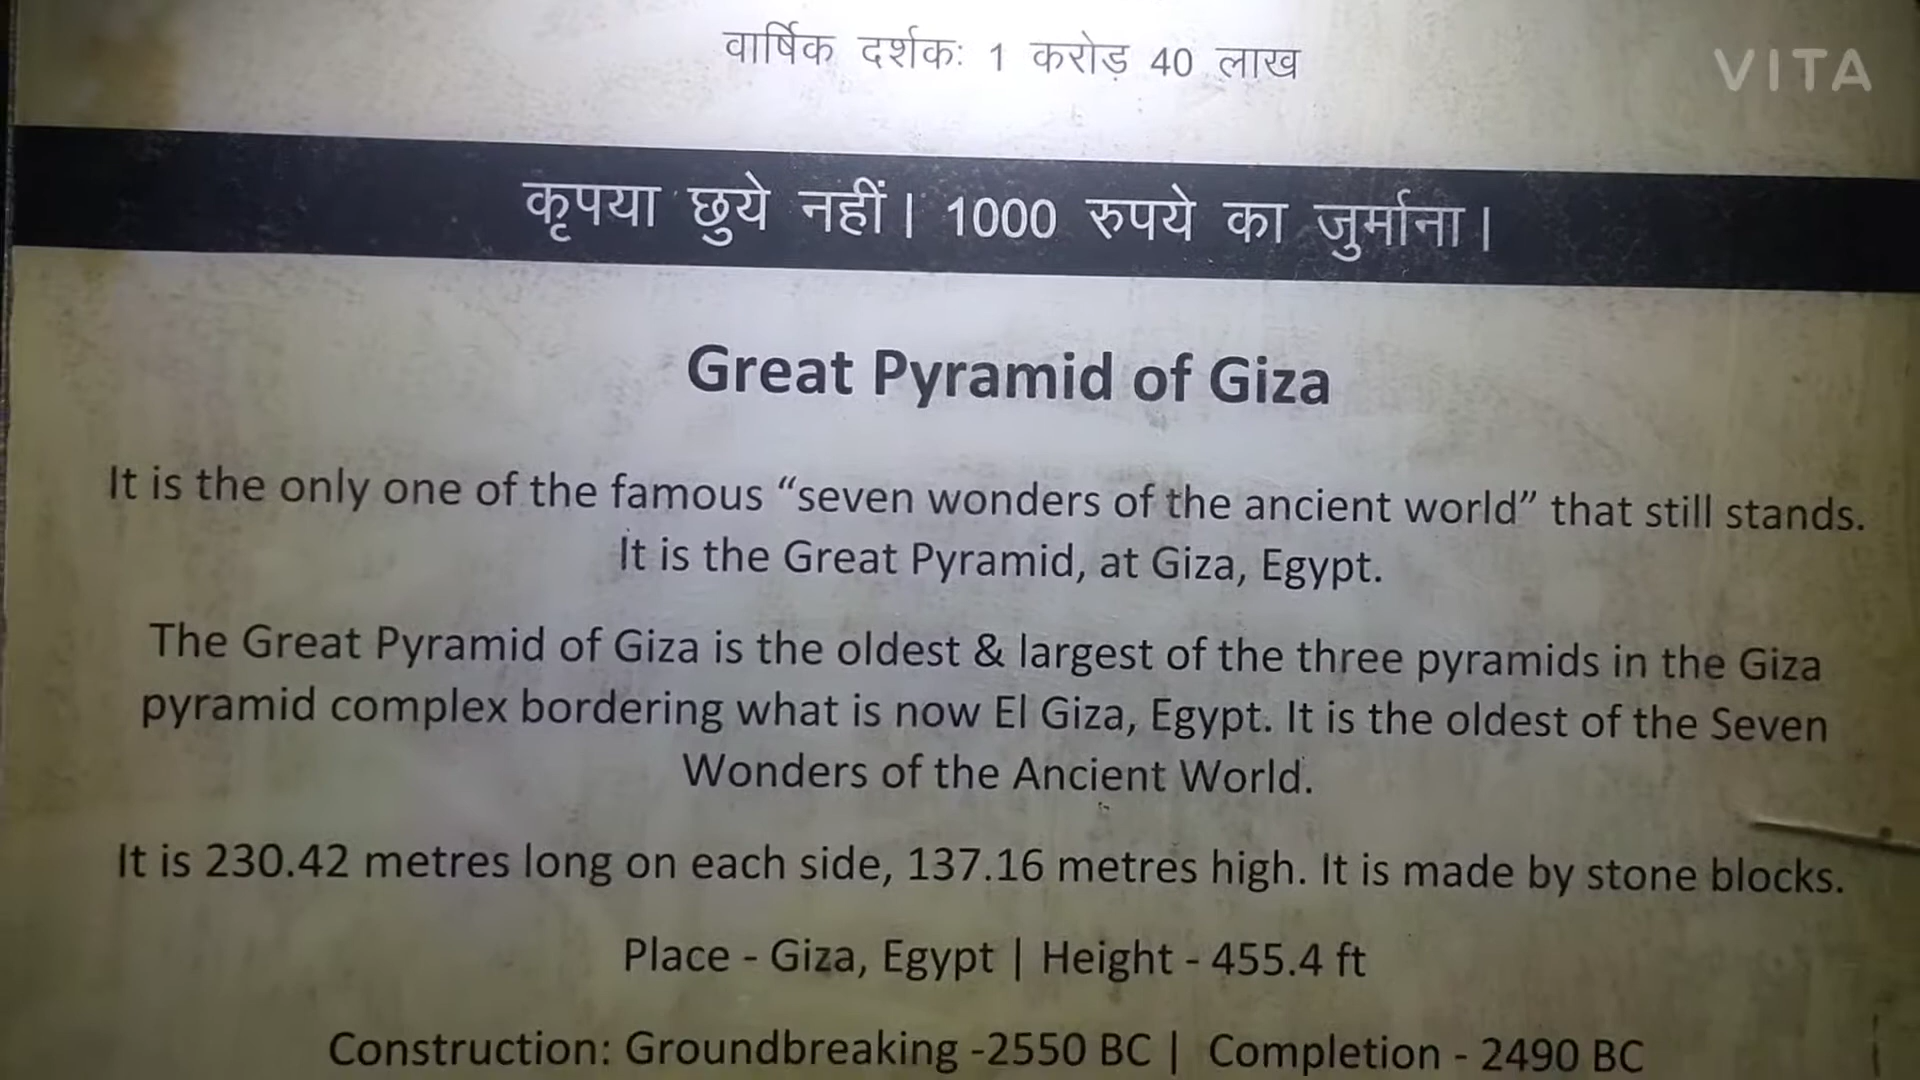 वार्षिक दर्शकः 1 करोड़ 40 लाख
VITA
कृपया छुये नहीं। 1000 रुपये का जुर्माना।
Great Pyramid of Giza
It is the only one of the famous “seven wonders of the ancient world” that still stands.
It is the Great Pyramid, at Giza, Egypt.
The Great Pyramid of Giza is the oldest & largest of the three pyramids in the Giza
pyramid complex bordering what is now El Giza, Egypt. It is the oldest of the Seven
Wonders of the Ancient World.
It is 230.42 metres long on each side, 137.16 metres high. It is made by stone blocks.
Place - Giza, Egypt | Height - 455.4 ft
Construction: Groundbreaking -2550 BC | Completion - 2490 BC